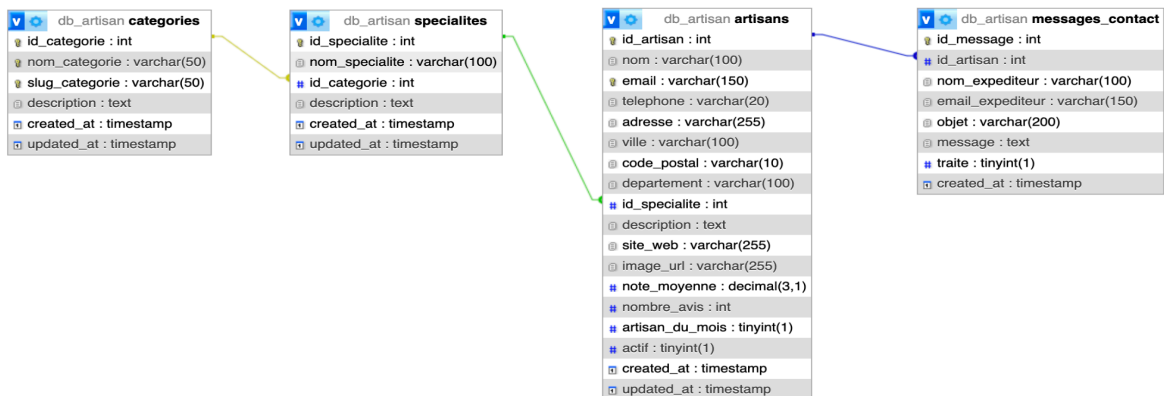 db_artisan categories
id_categorie : int
nom_categorie : varchar(50)
slug_categorie : varchar(50)
description : text
created_at : timestamp
updated_at : timestamp
db_artisan specialites
id_specialite : int
nom_specialite : varchar(100)
id_categorie : int
description : text
created_at : timestamp
updated_at : timestamp
db_artisan artisans
id_artisan : int
nom : varchar(100)
email : varchar(150)
telephone : varchar(20)
adresse : varchar(255)
ville : varchar(100)
code_postal : varchar(10)
departement : varchar(100)
id_specialite : int
description : text
site_web : varchar(255)
image_url : varchar(255)
note_moyenne : decimal(3,1)
nombre_avis : int
artisan_du_mois : tinyint(1)
actif : tinyint(1)
created_at : timestamp
updated_at : timestamp
db_artisan messages_contact
id_message : int
id_artisan : int
nom_expediteur : varchar(100)
email_expediteur : varchar(150)
objet : varchar(200)
message : text
traite : tinyint(1)
created_at : timestamp